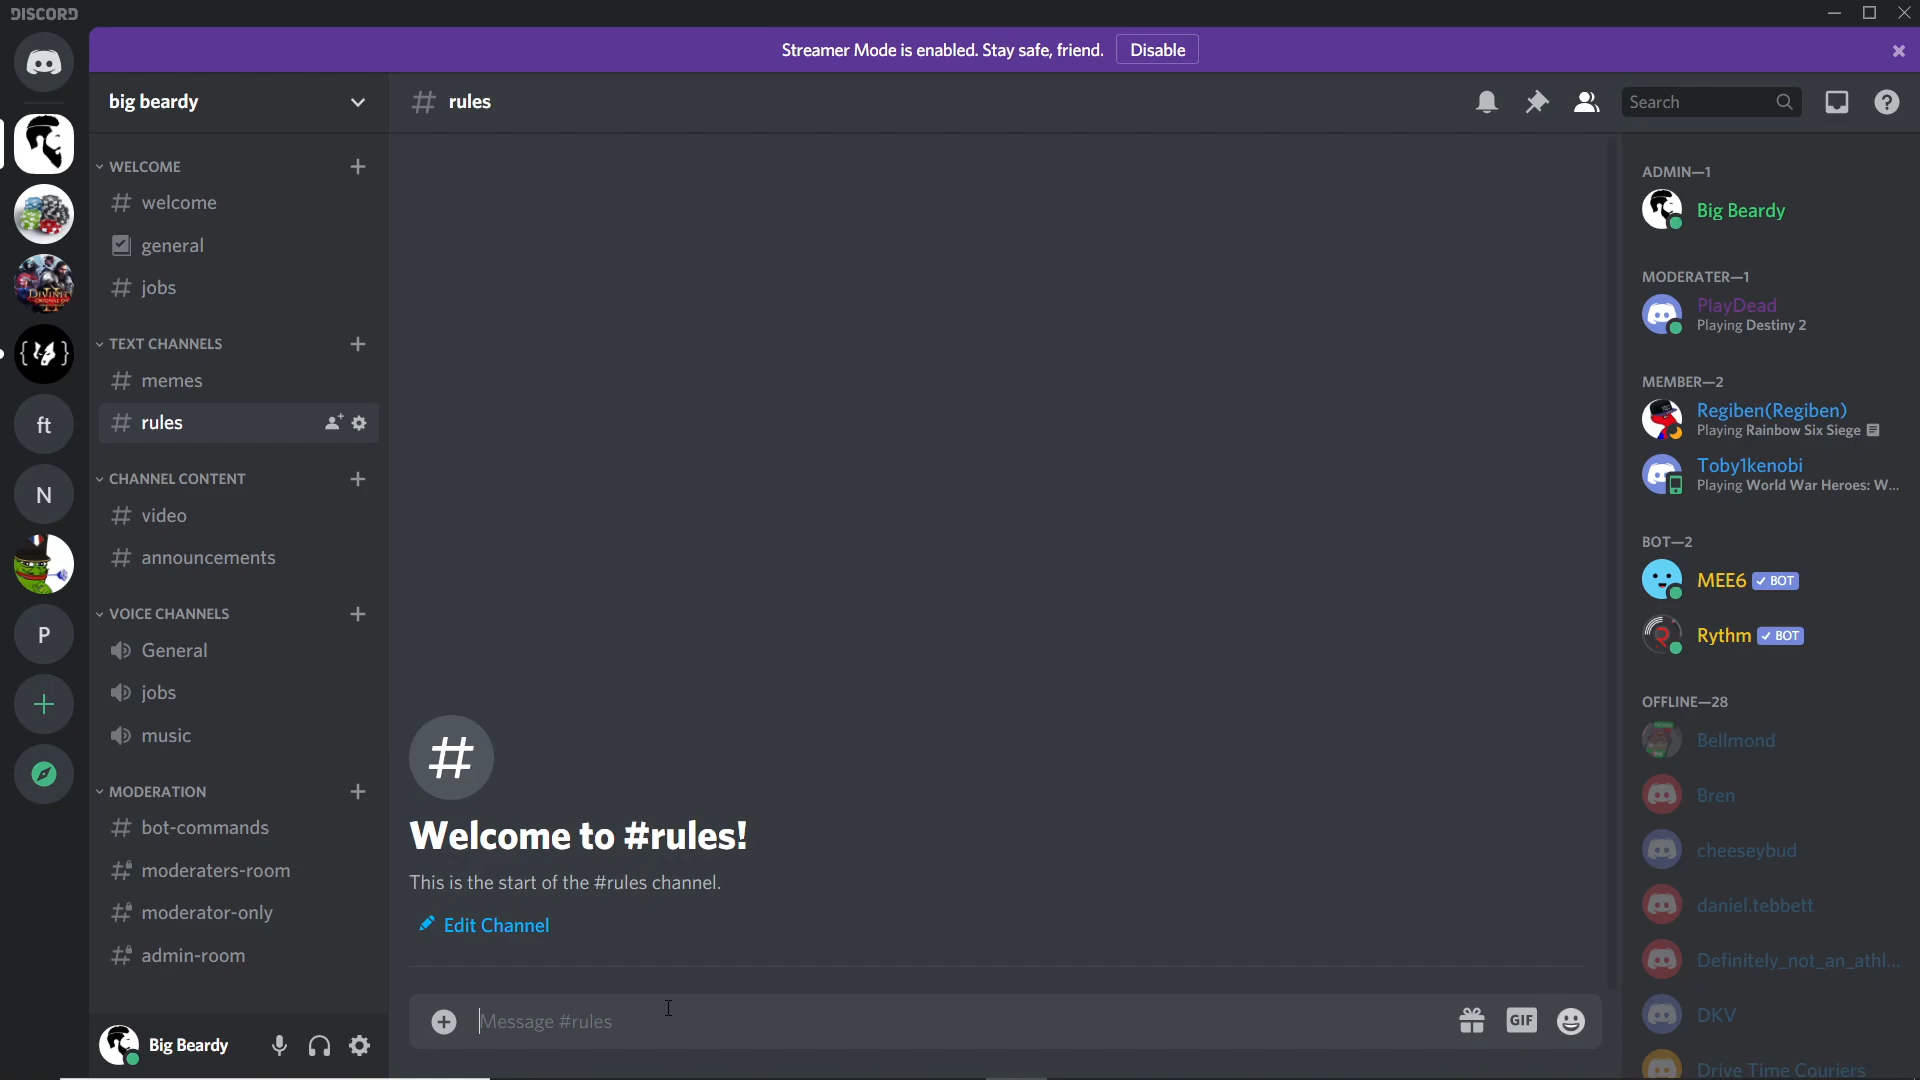 DISCORD
Streamer Mode is enabled. Stay safe, friend. Disable
big beardy
WELCOME
welcome
general
jobs
TEXT CHANNELS
memes
rules
CHANNEL CONTENT
video
announcements
VOICE CHANNELS
General
jobs
music
MODERATION
bot-commands
moderaters-room
moderator-only
admin-room
Big Beardy
ft
N
P
# rules
Search
#
Welcome to #rules!
This is the start of the #rules channel.
Edit Channel
Message #rules
GIF
ADMIN—1
Big Beardy
MODERATER—1
PlayDead
Playing Destiny 2
MEMBER—2
Regiben(Regiben)
Playing Rainbow Six Siege
Toby1kenobi
Playing World War Heroes: W...
BOT—2
MEE6 ✓ BOT
Rythm ✓ BOT
OFFLINE—28
Bellmond
Bren
cheeseybud
daniel.tebbett
Definitely_not_an_athl...
DKV
Drive Time Couriers